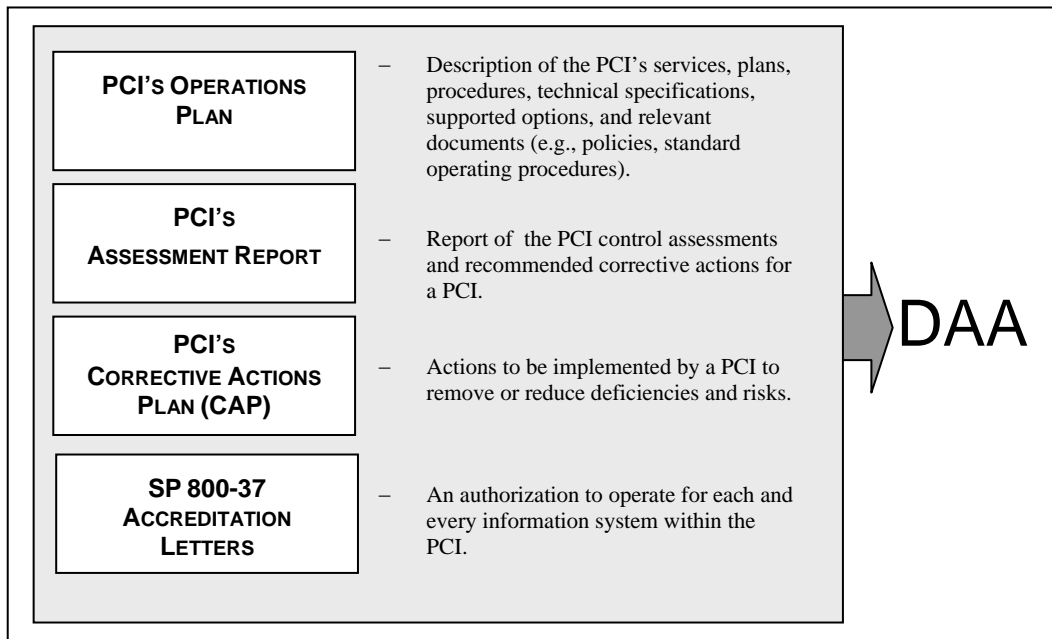 PCI'S OPERATIONS
PLAN
– Description of the PCI's services, plans,
procedures, technical specifications,
supported options, and relevant
documents (e.g., policies, standard
operating procedures).
PCI'S
ASSESSMENT REPORT
– Report of the PCI control assessments
and recommended corrective actions for
a PCI.
PCI'S
CORRECTIVE ACTIONS
PLAN (CAP)
– Actions to be implemented by a PCI to
remove or reduce deficiencies and risks.
SP 800-37
ACCREDITATION
LETTERS
– An authorization to operate for each and
every information system within the
PCI.
DAA